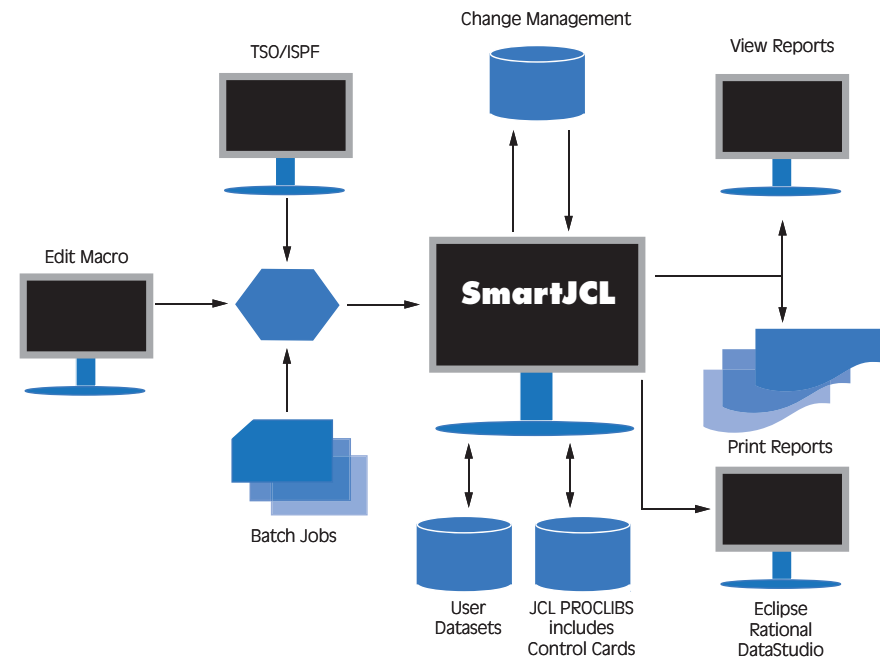 Change Management
TSO/ISPF
View Reports
Edit Macro
SmartJCL
Print Reports
Batch Jobs
User
Datasets
JCL PROCLIBS
includes
Control Cards
Eclipse
Rational
DataStudio